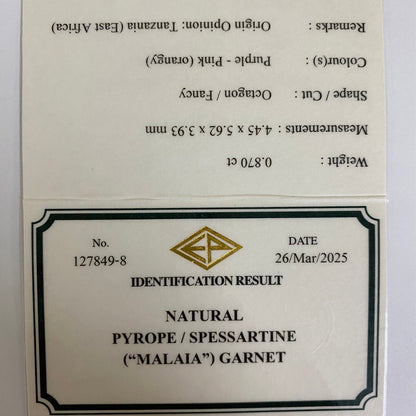 No.
127849-8
EP
DATE
26/Mar/2025
IDENTIFICATION RESULT
NATURAL
PYROPE / SPESSARTINE
(“MALAIA”) GARNET
Weight : 0.870 ct
Measurements : 4.45 x 5.62 x 3.93 mm
Shape / Cut : Octagon / Fancy
Colour(s) : Purple - Pink (orangy)
Remarks : Origin Opinion: Tanzania (East Africa)